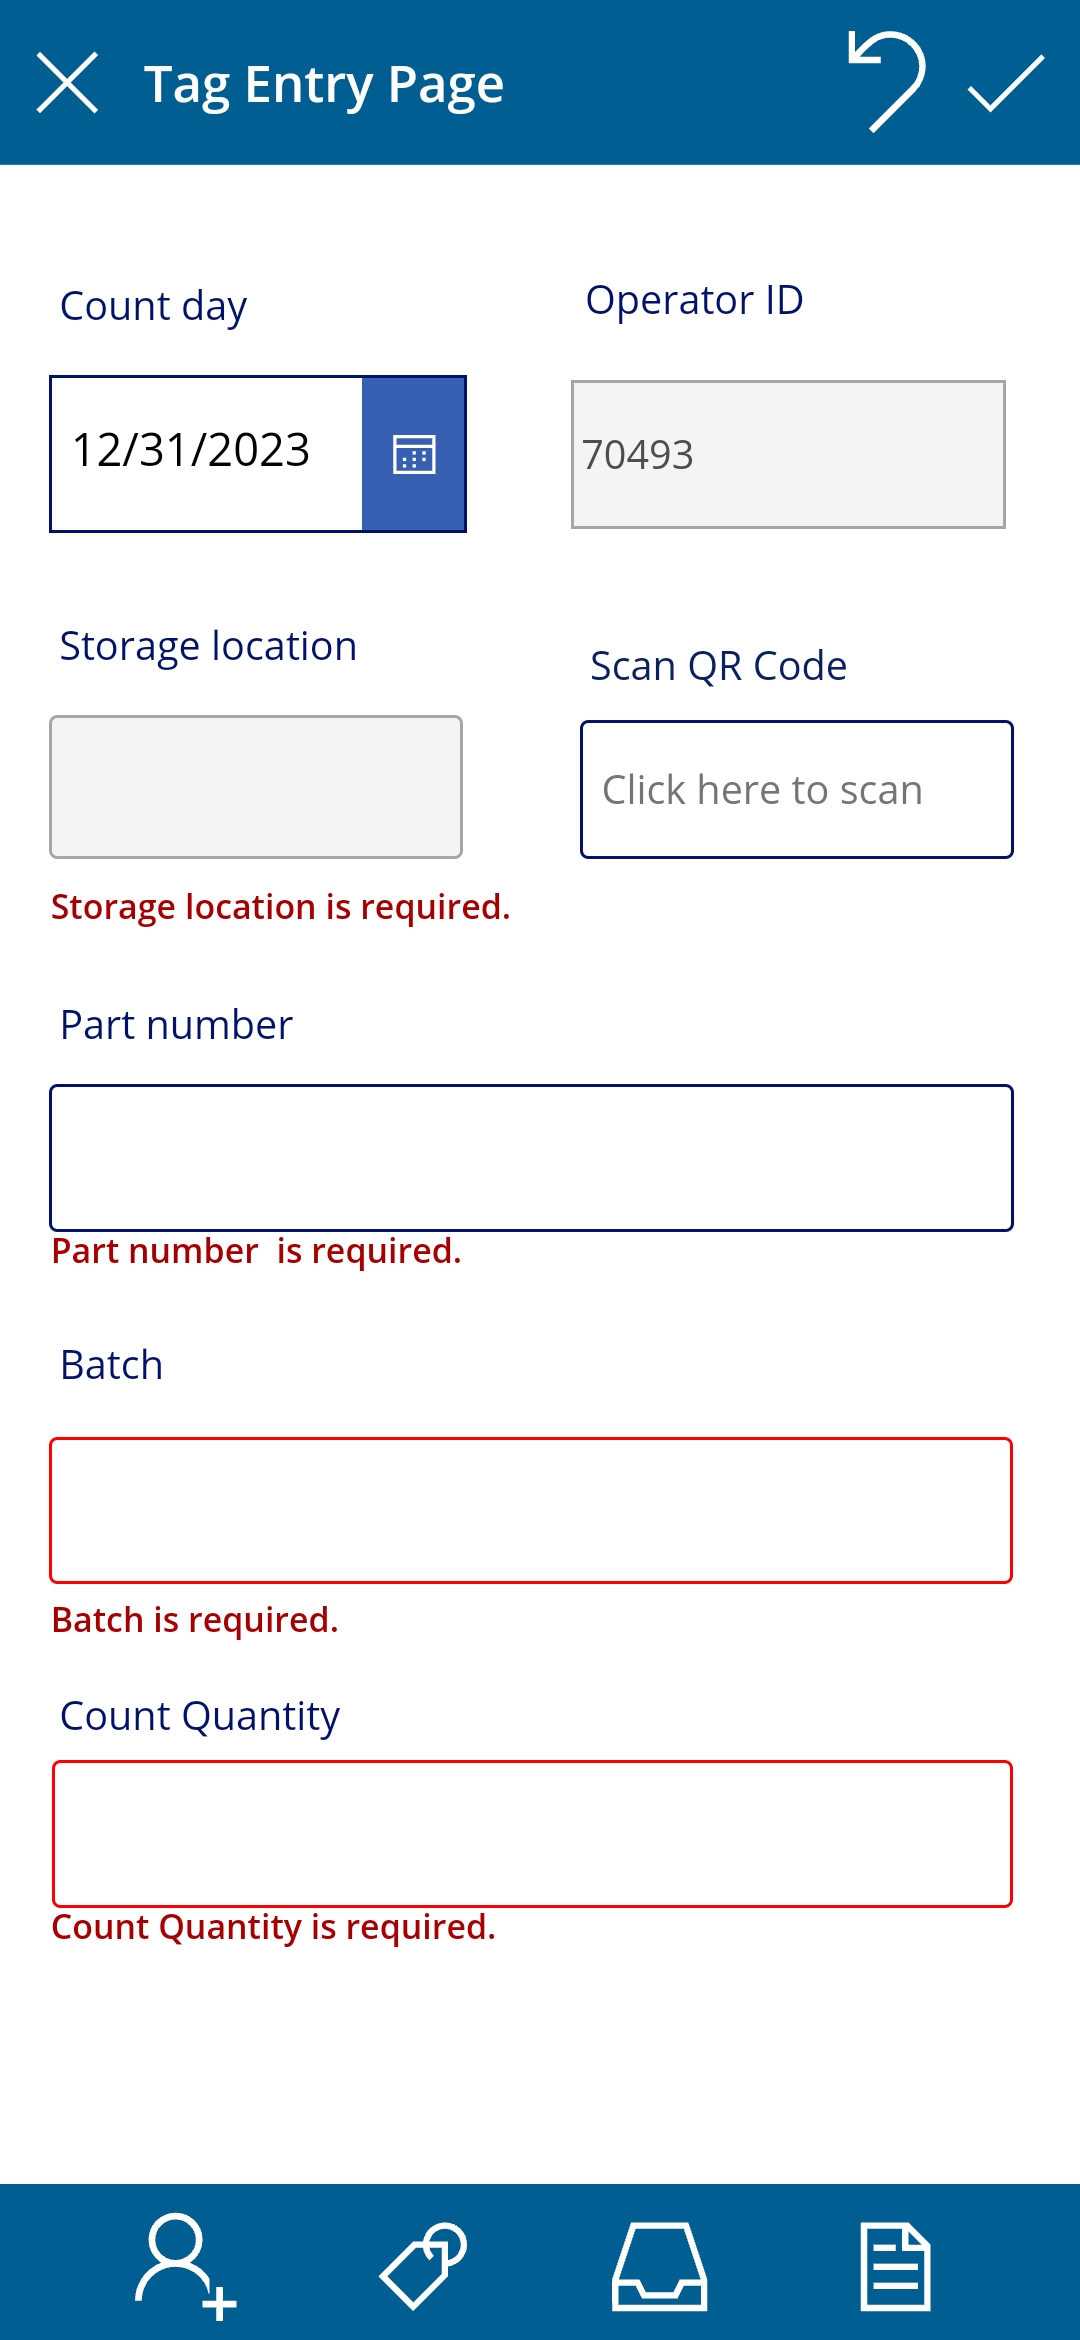 Tag Entry Page
Count day
Operator ID
12/31/2023
70493
Storage location
Scan QR Code
Click here to scan
Storage location is required.
Part number
Part number  is required.
Batch
Batch is required.
Count Quantity
Count Quantity is required.